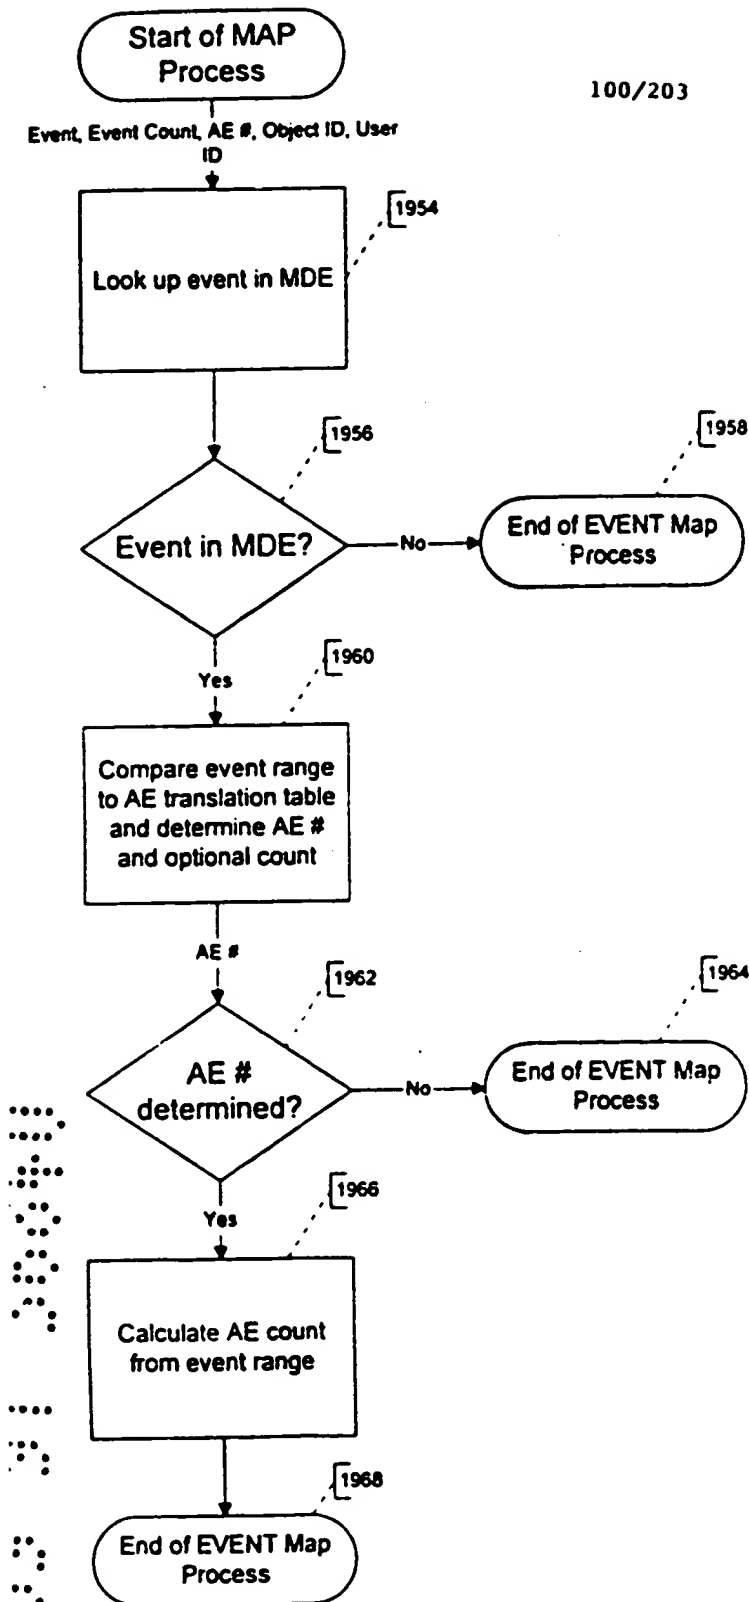 Start of MAP
Process
100/203
Event, Event Count, AE #, Object ID, User
ID
1954
Look up event in MDE
1956
1958
Event in MDE?
No
End of EVENT Map
Process
1960
Yes
Compare event range
to AE translation table
and determine AE #
and optional count
AE #
1962
1964
AE #
determined?
No
End of EVENT Map
Process
1966
Yes
Calculate AE count
from event range
1968
End of EVENT Map
Process